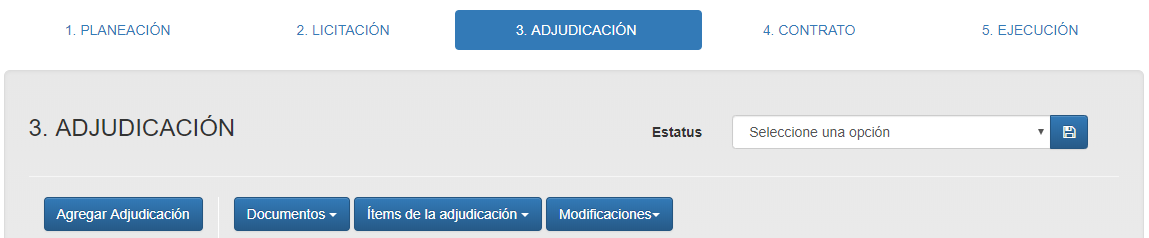 1. PLANEACIÓN 2. LICITACIÓN 3. ADJUDICACIÓN 4. CONTRATO 5. EJECUCIÓN
3. ADJUDICACIÓN Estatus Seleccione una opción
Agregar Adjudicación Documentos Ítems de la adjudicación Modificaciones